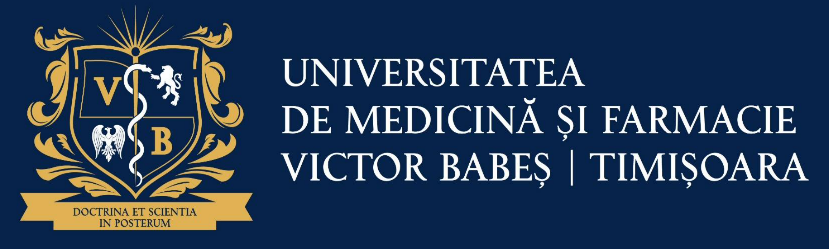 V
B
DOCTRINA ET SCIENTIA
IN POSTERUM
UNIVERSITATEA
DE MEDICINĂ ȘI FARMACIE
VICTOR BABEȘ | TIMIȘOARA